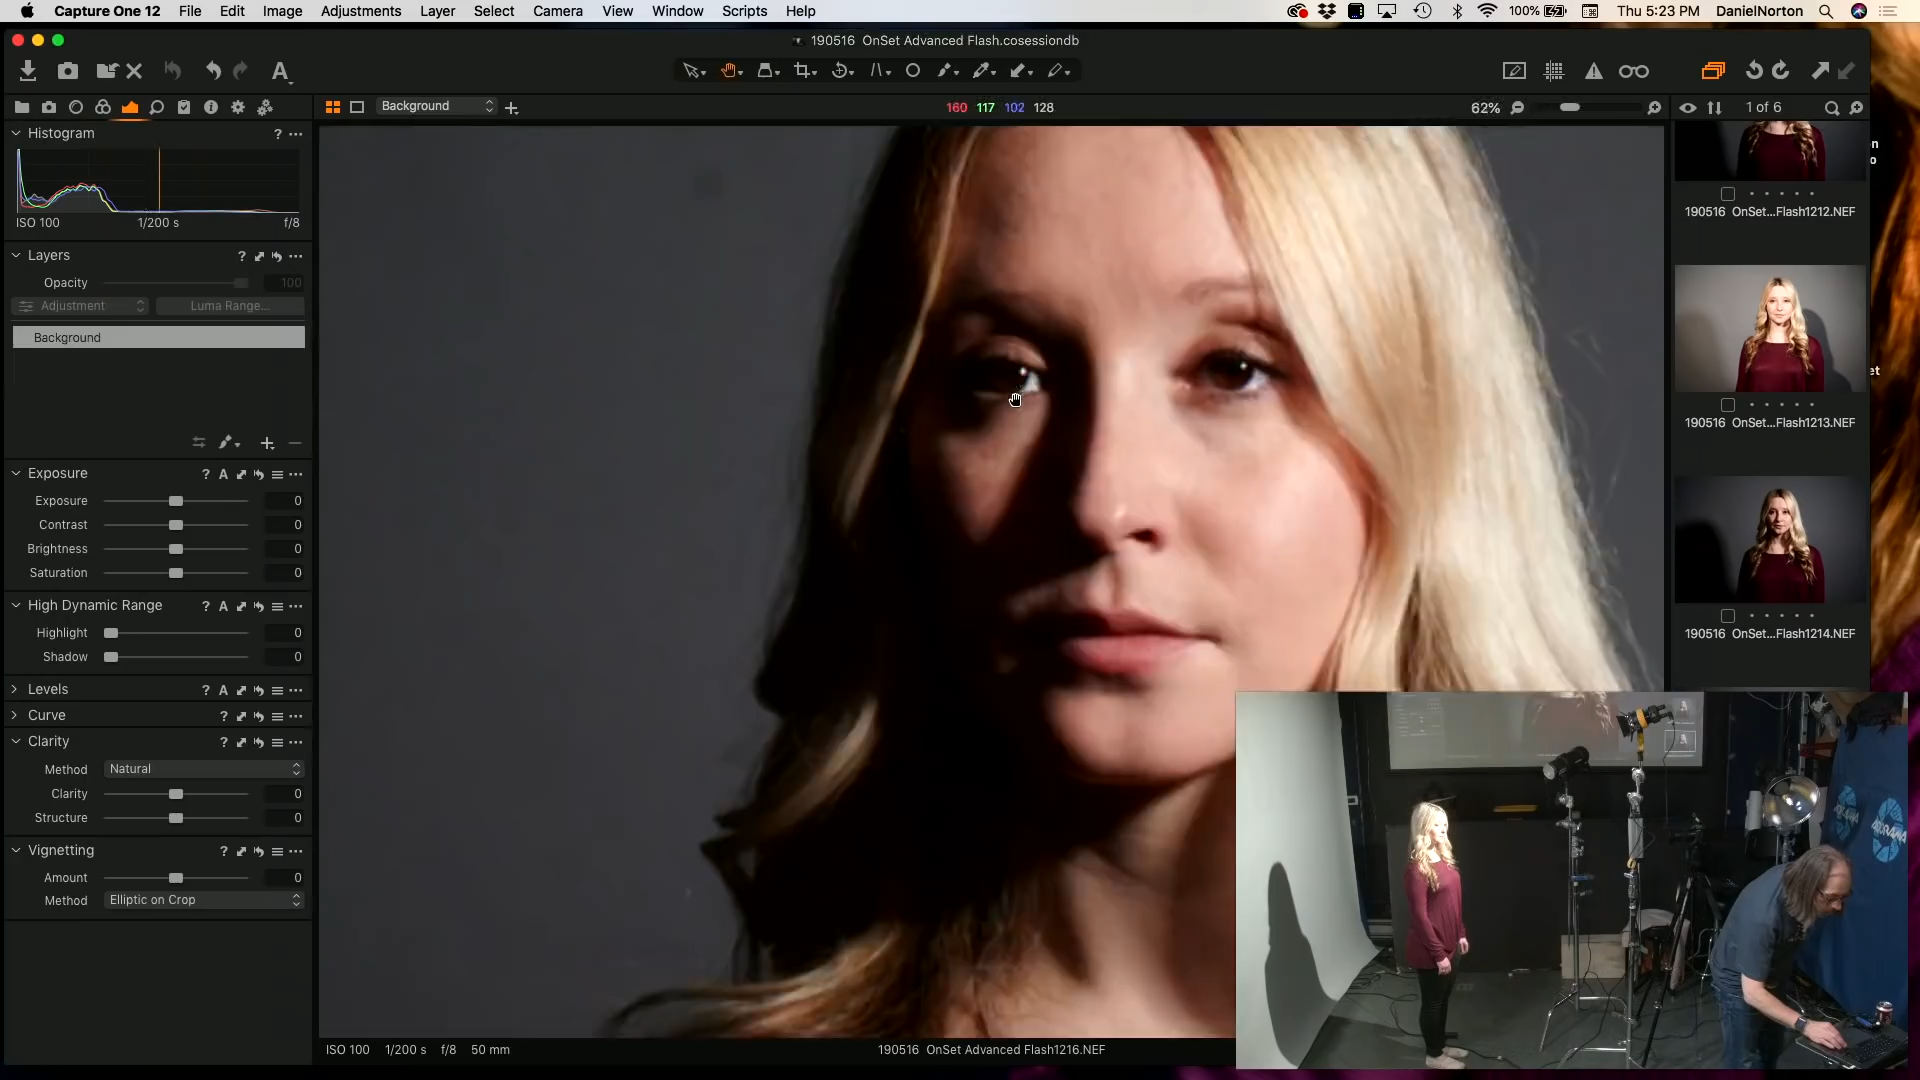 Capture One 12 File Edit Image Adjustments Layer Select Camera View Window Scripts Help 100% Thu 5:23 PM DanielNorton
190516 OnSet Advanced Flash.cosessiondb
A
Background
160 117 102 128
62%
1 of 6
Histogram ?
ISO 100 1/200 s f/8
Layers ?
Opacity 100
Adjustment Luma Range...
Background
Exposure ? A
Exposure 0
Contrast 0
Brightness 0
Saturation 0
High Dynamic Range ? A
Highlight 0
Shadow 0
Levels ? A
Curve ?
Clarity ?
Method Natural
Clarity 0
Structure 0
Vignetting ?
Amount 0
Method Elliptic on Crop
190516 OnSet...Flash1212.NEF
190516 OnSet...Flash1213.NEF
190516 OnSet...Flash1214.NEF
ISO 100 1/200 s f/8 50 mm
190516 OnSet Advanced Flash1216.NEF